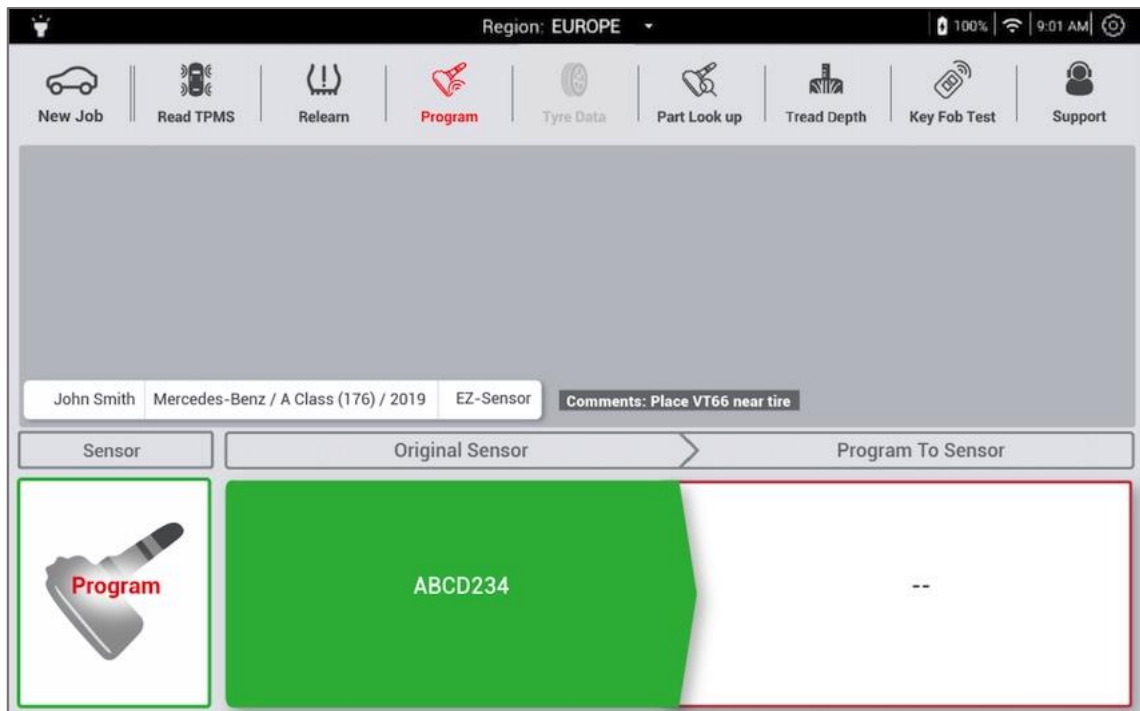 Region: EUROPE
100% 9:01 AM
New Job Read TPMS Relearn Program Tyre Data Part Look up Tread Depth Key Fob Test Support
John Smith Mercedes-Benz / A Class (176) / 2019 EZ-Sensor Comments: Place VT66 near tire
Sensor Original Sensor Program To Sensor
Program ABCD234 --